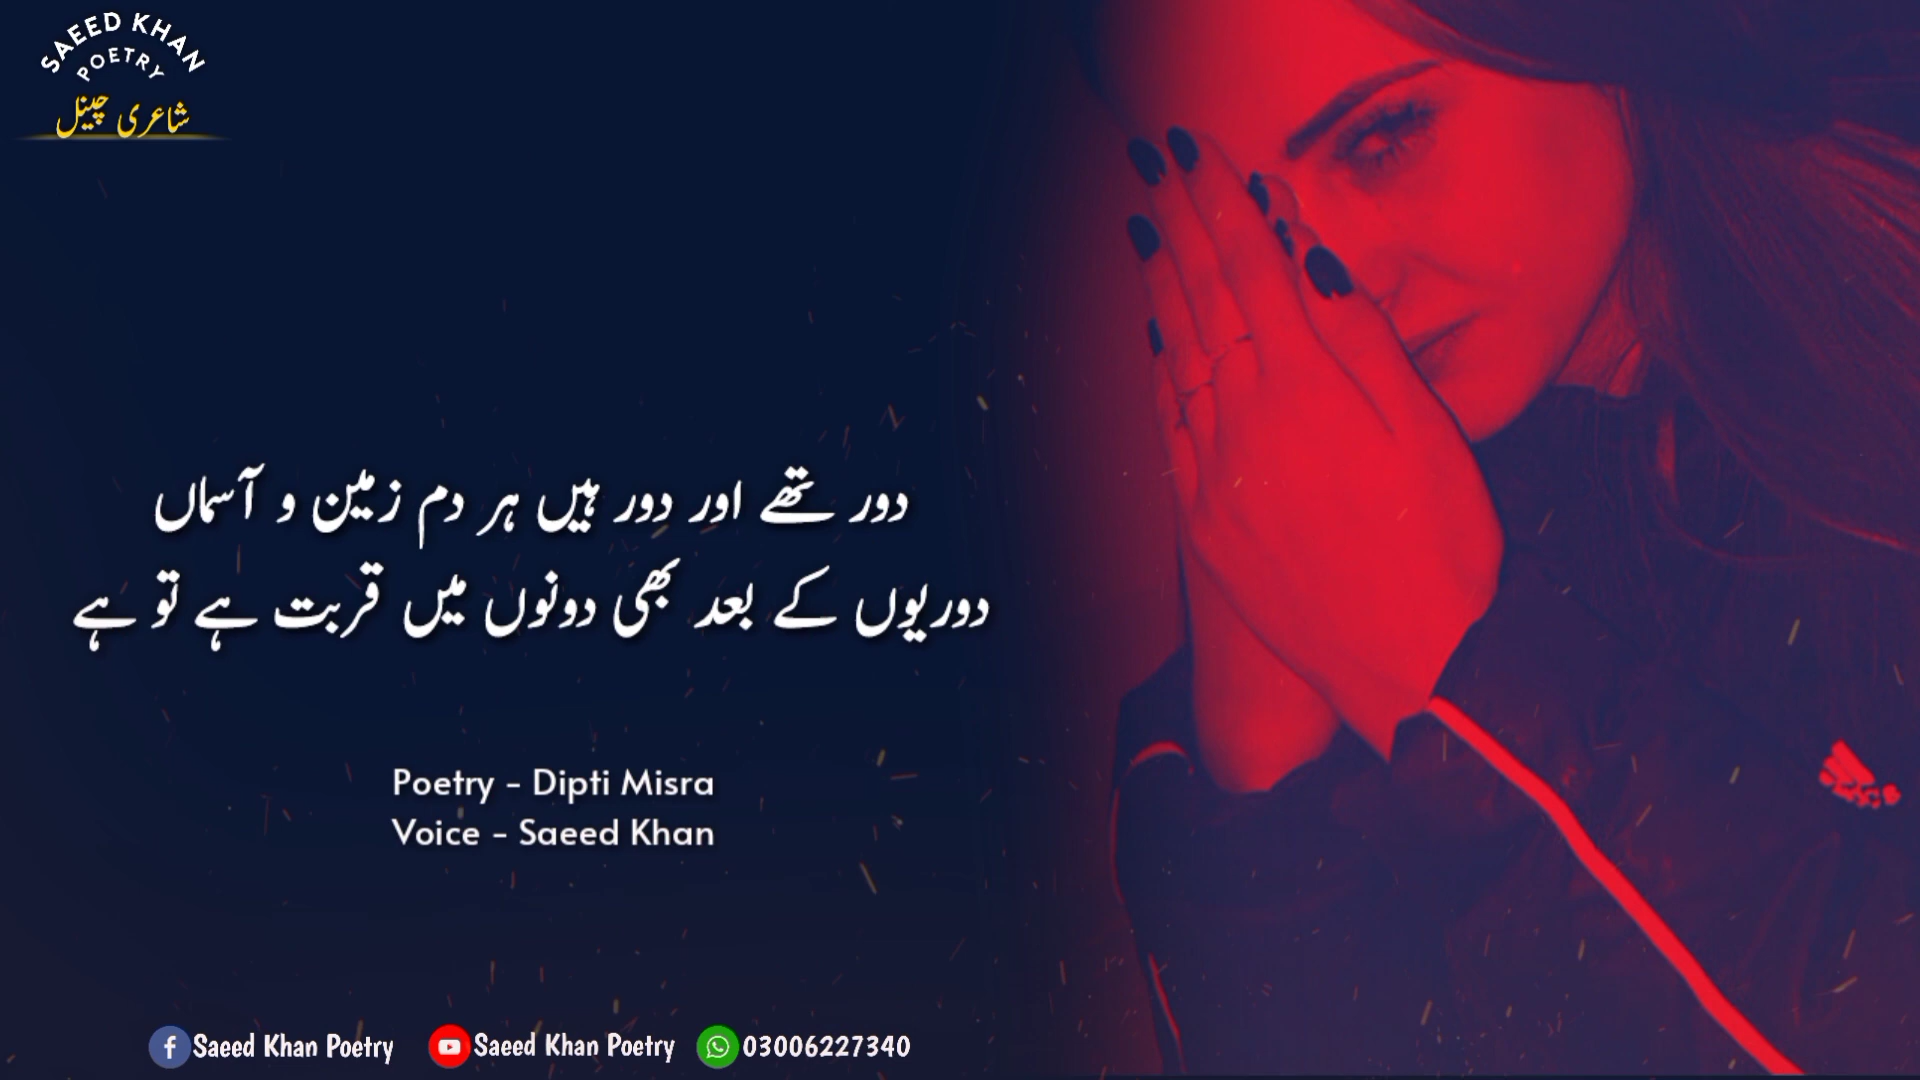 SAEED KHAN
POETRY
شاعری چینل
دور تھے اور دور ہیں ہر دم زمین و آسماں
دوریوں کے بعد بھی دونوں میں قربت ہے تو ہے
Poetry - Dipti Misra
Voice - Saeed Khan
Saeed Khan Poetry Saeed Khan Poetry 03006227340